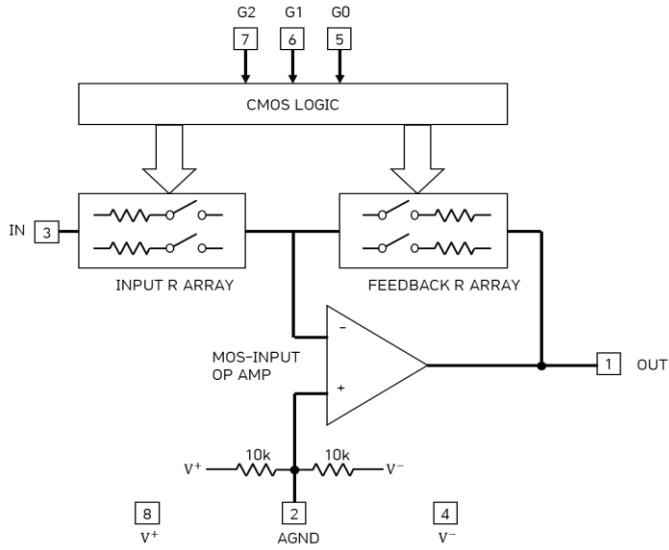 G2 G1 G0
7 6 5
CMOS LOGIC
IN 3
INPUT R ARRAY
FEEDBACK R ARRAY
MOS-INPUT
OP AMP
-
+
1 OUT
10k 10k
V+ V−
8 2 4
V+ AGND V−